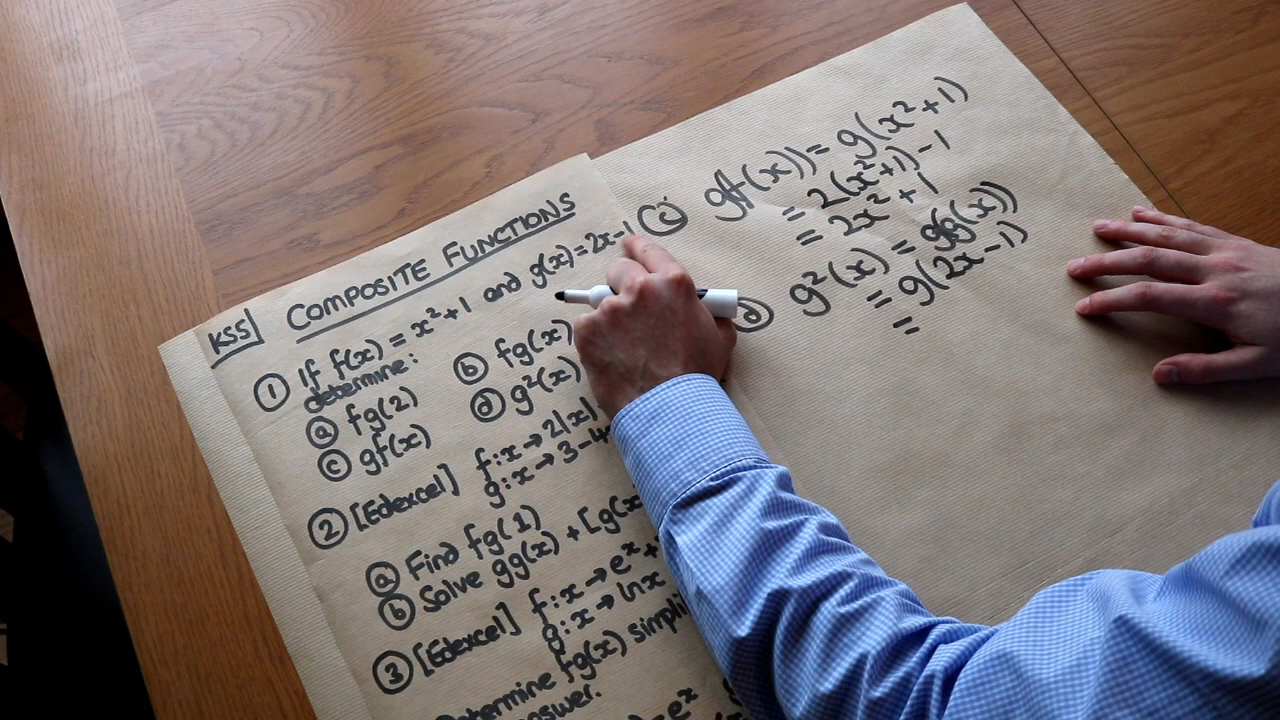 KS5
COMPOSITE FUNCTIONS
① If f(x) = x²+1 and g(x) = 2x-1
determine:
ⓐ fg(2) ⓑ fg(x)
ⓒ gf(x) ⓓ g²(x)
② [Edexcel] f: x → 2|x|
g: x → 3-4
ⓐ Find fg(1)
ⓑ Solve gg(x) + [g(x
③ [Edexcel] f: x → eˣ +
g: x → ln x
Determine fg(x) simpli
answer.
= eˣ
ⓒ gf(x)) = g(x²+1)
= 2(x²+1)-1
= 2x²+1
ⓓ g²(x) = g(g(x))
= g(2x-1)
=